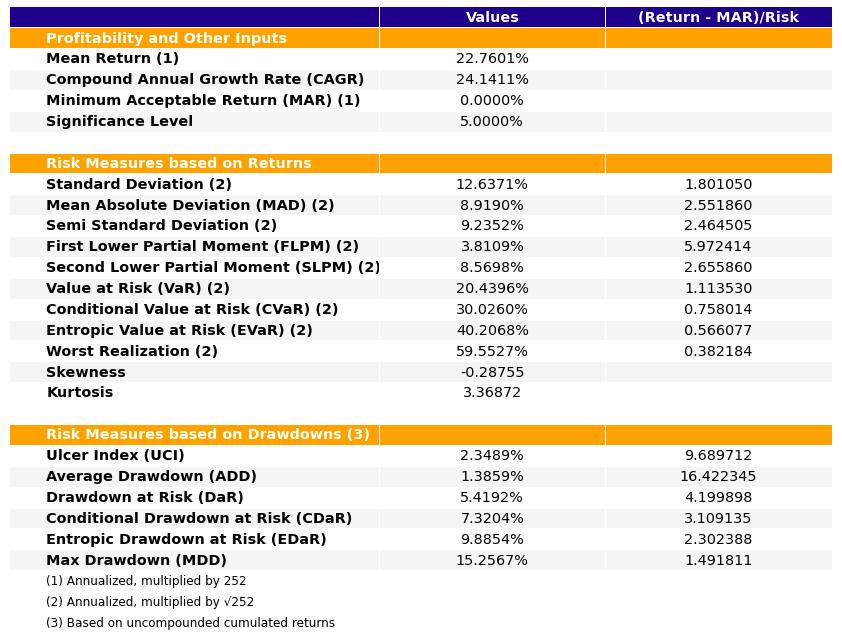 Values (Return - MAR)/Risk
Profitability and Other Inputs
Mean Return (1) 22.7601%
Compound Annual Growth Rate (CAGR) 24.1411%
Minimum Acceptable Return (MAR) (1) 0.0000%
Significance Level 5.0000%
Risk Measures based on Returns
Standard Deviation (2) 12.6371% 1.801050
Mean Absolute Deviation (MAD) (2) 8.9190% 2.551860
Semi Standard Deviation (2) 9.2352% 2.464505
First Lower Partial Moment (FLPM) (2) 3.8109% 5.972414
Second Lower Partial Moment (SLPM) (2) 8.5698% 2.655860
Value at Risk (VaR) (2) 20.4396% 1.113530
Conditional Value at Risk (CVaR) (2) 30.0260% 0.758014
Entropic Value at Risk (EVaR) (2) 40.2068% 0.566077
Worst Realization (2) 59.5527% 0.382184
Skewness -0.28755
Kurtosis 3.36872
Risk Measures based on Drawdowns (3)
Ulcer Index (UCI) 2.3489% 9.689712
Average Drawdown (ADD) 1.3859% 16.422345
Drawdown at Risk (DaR) 5.4192% 4.199898
Conditional Drawdown at Risk (CDaR) 7.3204% 3.109135
Entropic Drawdown at Risk (EDaR) 9.8854% 2.302388
Max Drawdown (MDD) 15.2567% 1.491811
(1) Annualized, multiplied by 252
(2) Annualized, multiplied by √252
(3) Based on uncompounded cumulated returns